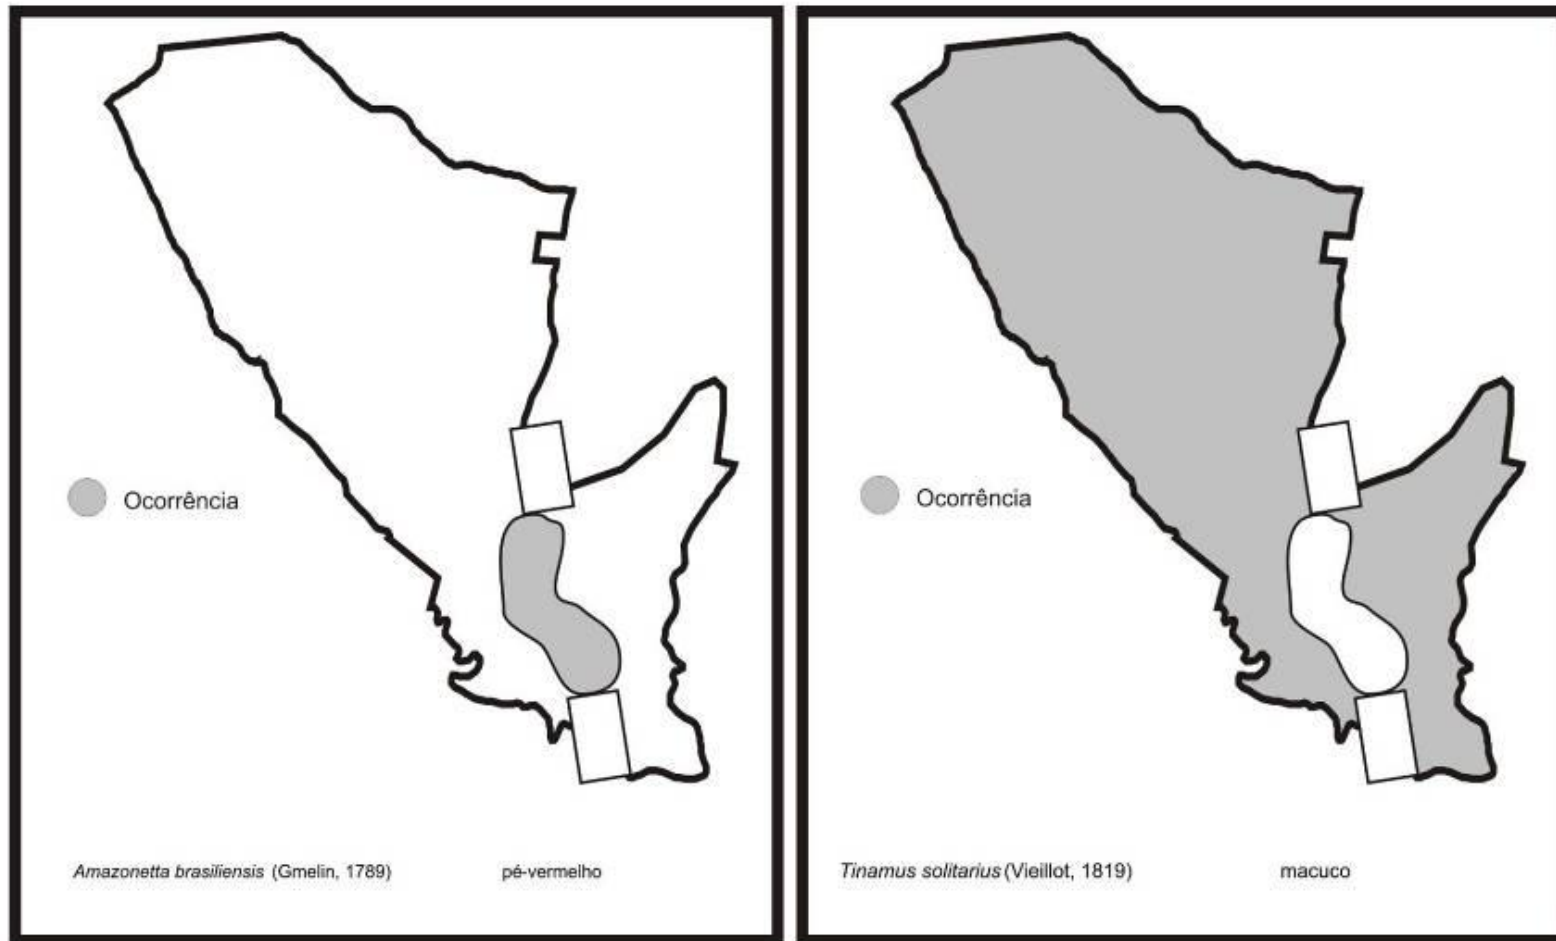 Ocorrência
Amazonetta brasiliensis (Gmelin, 1789) pé-vermelho
Ocorrência
Tinamus solitarius (Vieillot, 1819) macuco